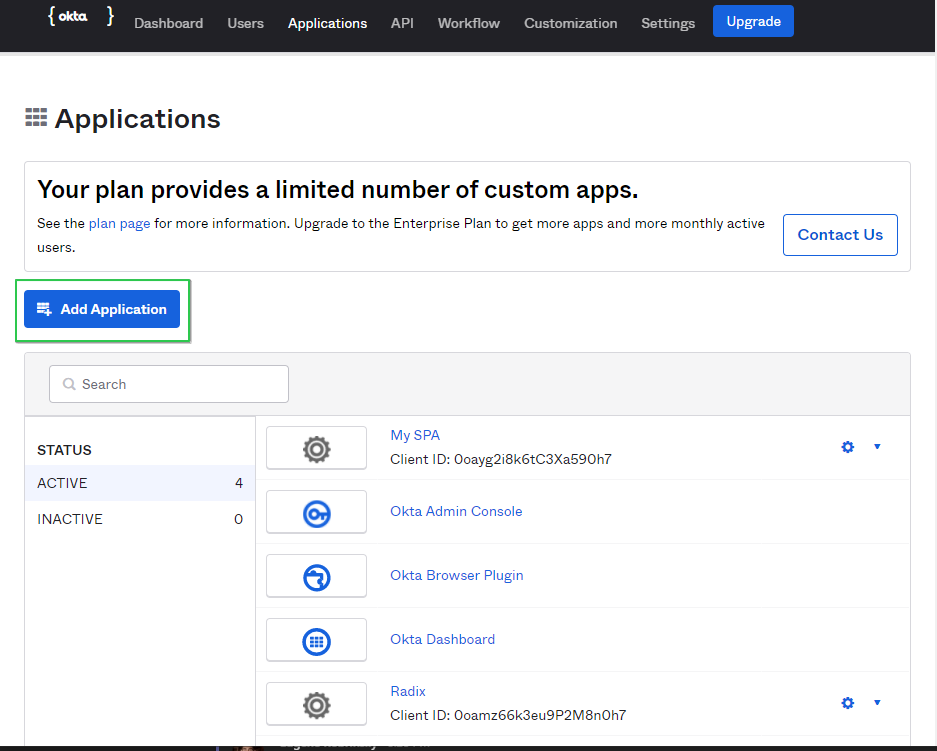 { okta }
Dashboard Users Applications API Workflow Customization Settings Upgrade
Applications
Your plan provides a limited number of custom apps.
See the plan page for more information. Upgrade to the Enterprise Plan to get more apps and more monthly active
users.
Contact Us
Add Application
Search
STATUS
ACTIVE 4
INACTIVE 0
My SPA
Client ID: 0oayg2i8k6tC3Xa590h7
Okta Admin Console
Okta Browser Plugin
Okta Dashboard
Radix
Client ID: 0oamz66k3eu9P2M8n0h7